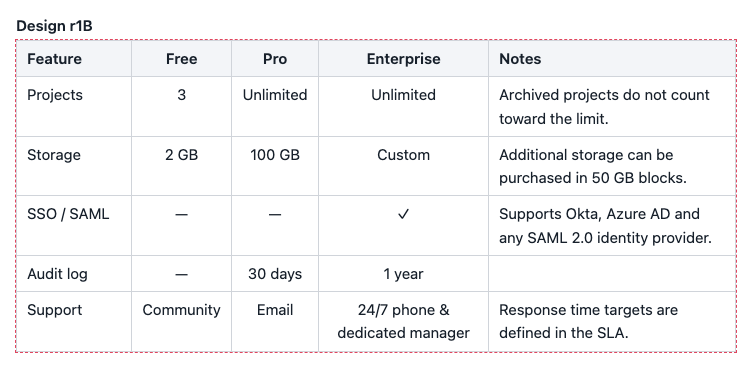 Design r1B
Feature Free Pro Enterprise Notes
Projects 3 Unlimited Unlimited Archived projects do not count
toward the limit.
Storage 2 GB 100 GB Custom Additional storage can be
purchased in 50 GB blocks.
SSO / SAML — — ✓ Supports Okta, Azure AD and
any SAML 2.0 identity provider.
Audit log — 30 days 1 year
Support Community Email 24/7 phone & Response time targets are
dedicated manager defined in the SLA.